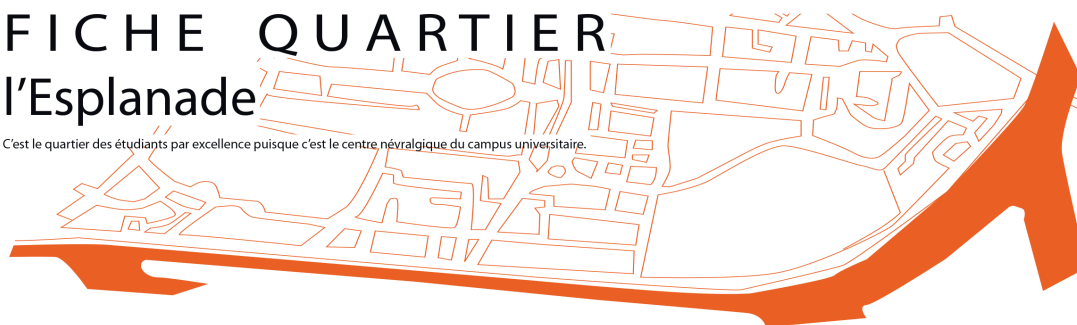 FICHE QUARTIER
l'Esplanade
C'est le quartier des étudiants par excellence puisque c'est le centre névralgique du campus universitaire.